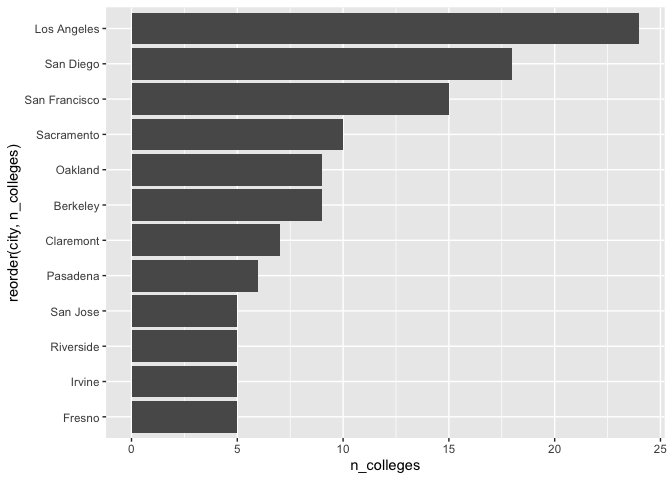 Los Angeles
San Diego
San Francisco
Sacramento
Oakland
Berkeley
Claremont
Pasadena
San Jose
Riverside
Irvine
Fresno
reorder(city, n_colleges)
0 5 10 15 20 25
n_colleges